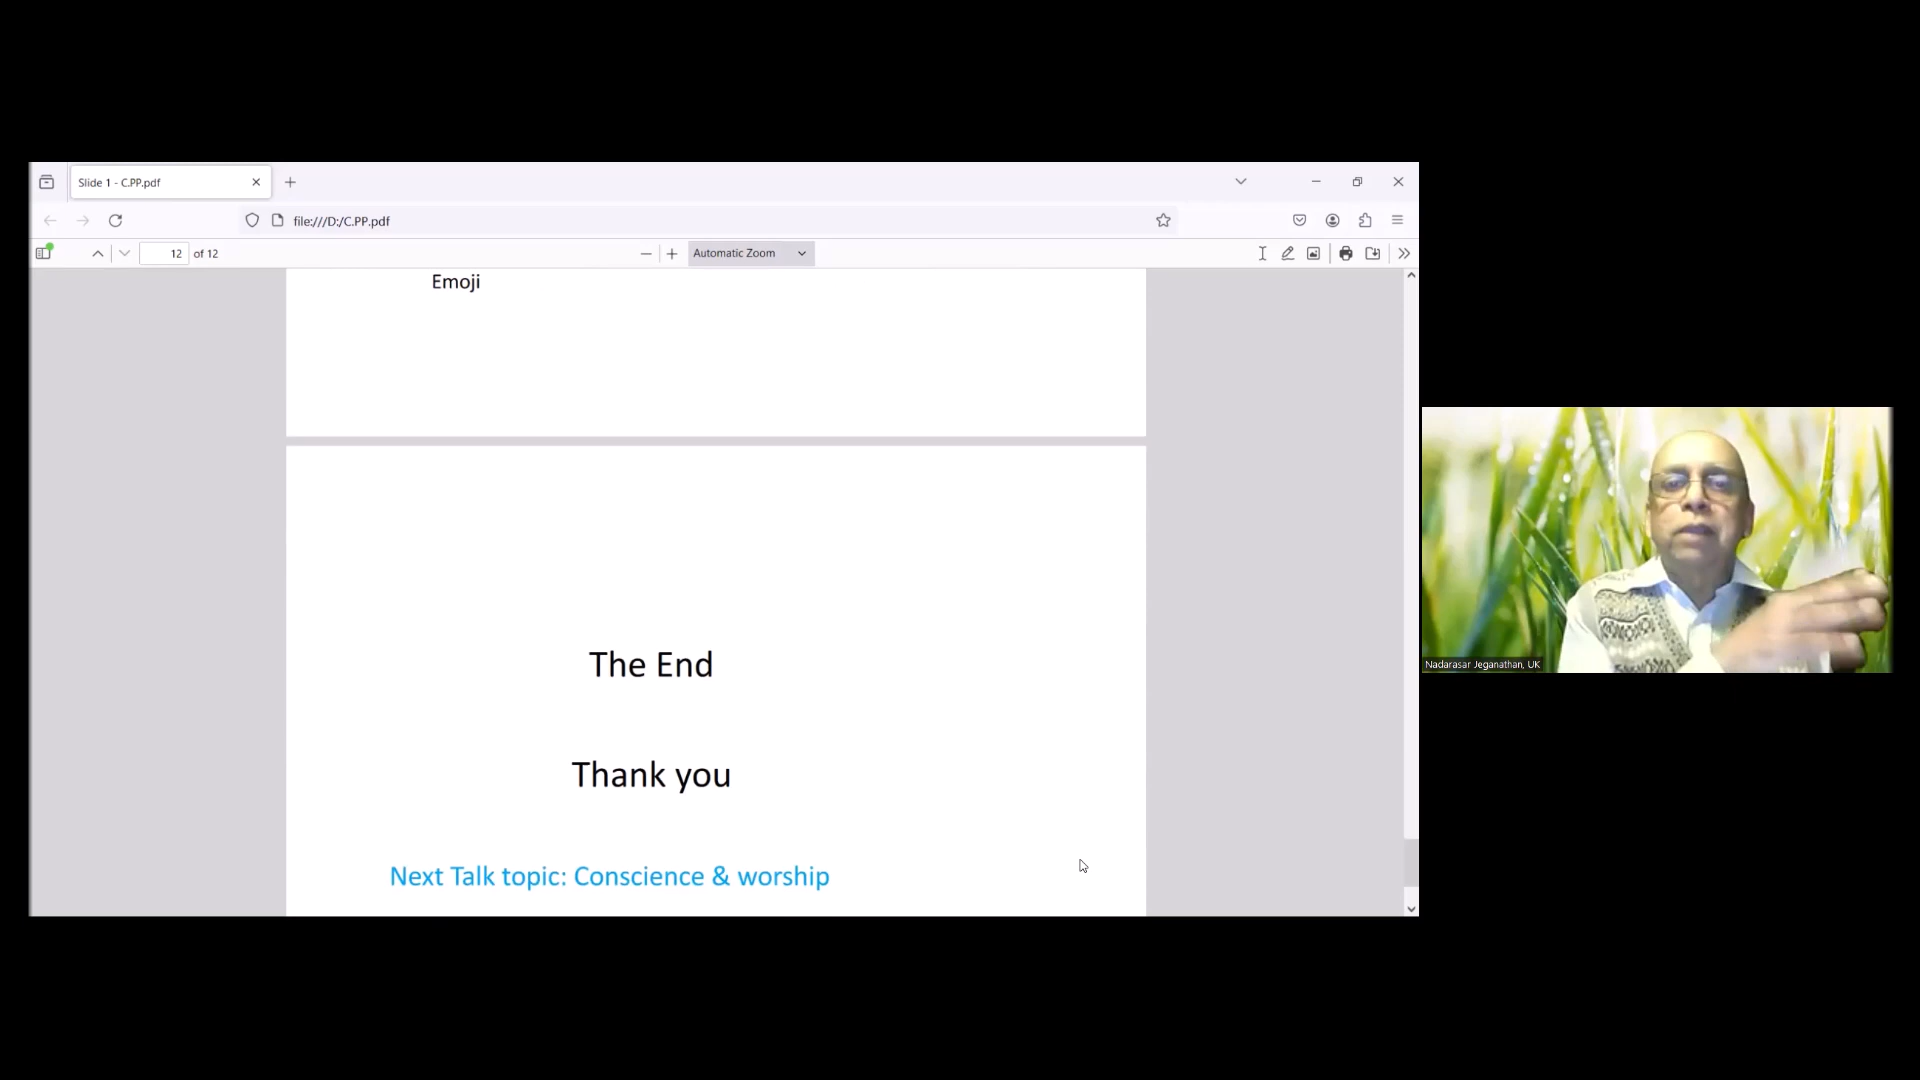 Slide 1 - C.PP.pdf
file:///D:/C.PP.pdf
12 of 12
Automatic Zoom
Emoji
The End
Thank you
Next Talk topic: Conscience & worship
Nadarasar Jeganathan, UK